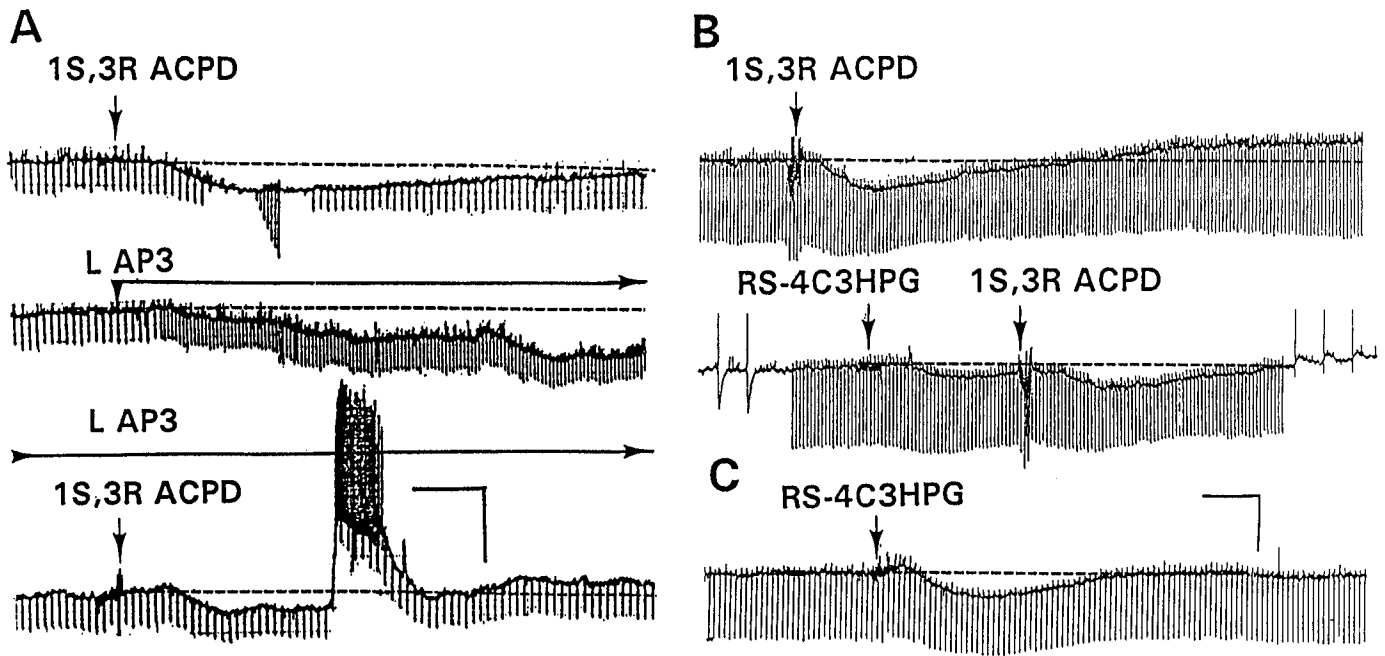 A
1S,3R ACPD
L AP3
L AP3
1S,3R ACPD
B
1S,3R ACPD
RS-4C3HPG 1S,3R ACPD
C
RS-4C3HPG